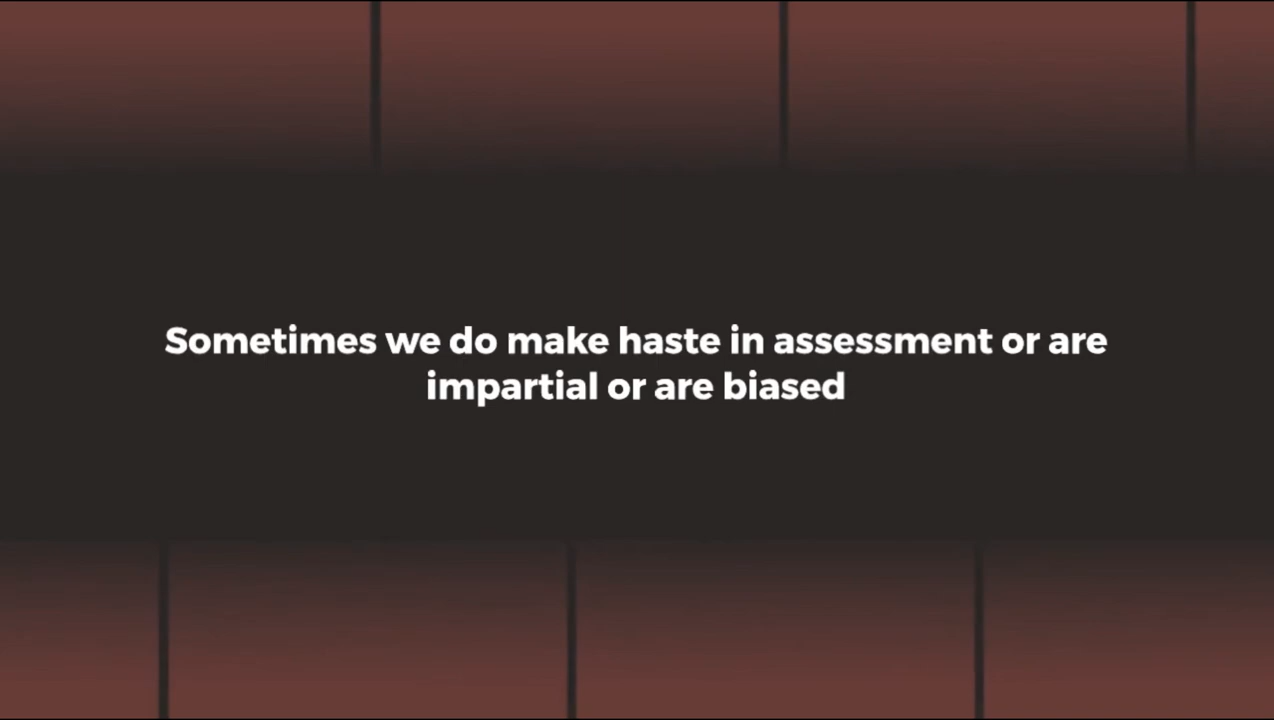 Sometimes we do make haste in assessment or are
impartial or are biased